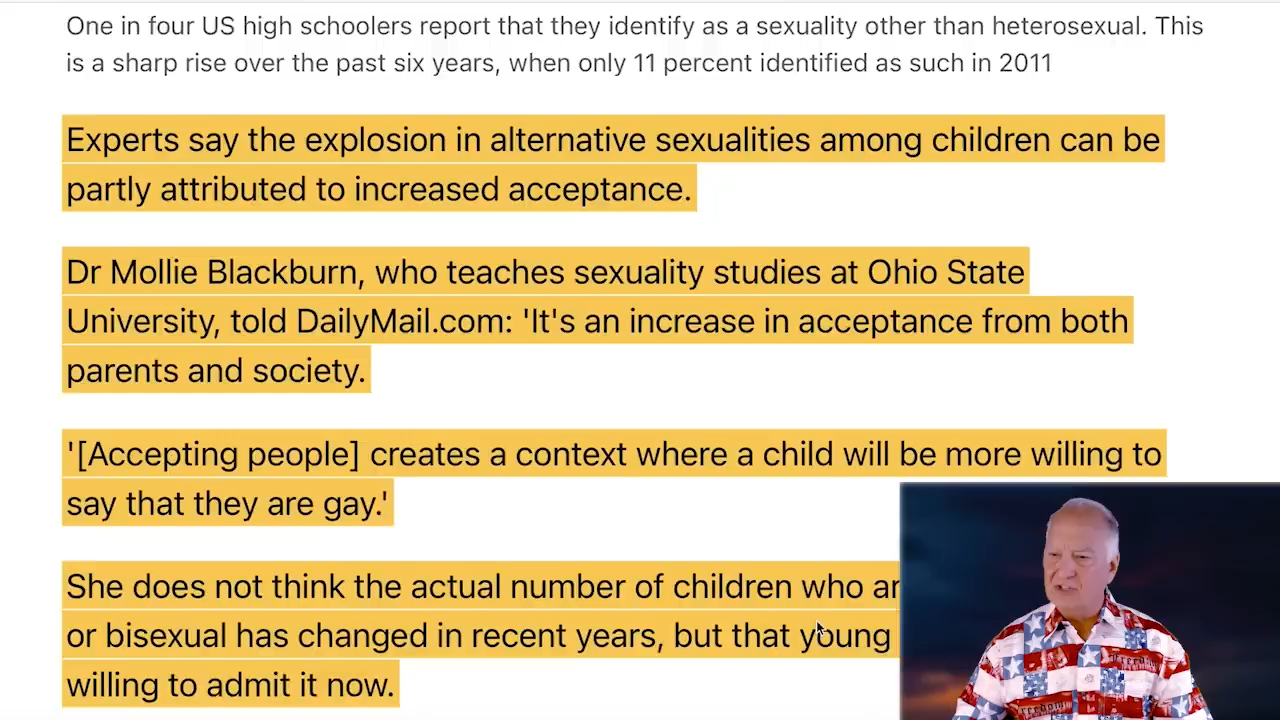 One in four US high schoolers report that they identify as a sexuality other than heterosexual. This
is a sharp rise over the past six years, when only 11 percent identified as such in 2011
Experts say the explosion in alternative sexualities among children can be
partly attributed to increased acceptance.
Dr Mollie Blackburn, who teaches sexuality studies at Ohio State
University, told DailyMail.com: 'It's an increase in acceptance from both
parents and society.
'[Accepting people] creates a context where a child will be more willing to
say that they are gay.'
She does not think the actual number of children who
or bisexual has changed in recent years, but that young
willing to admit it now.